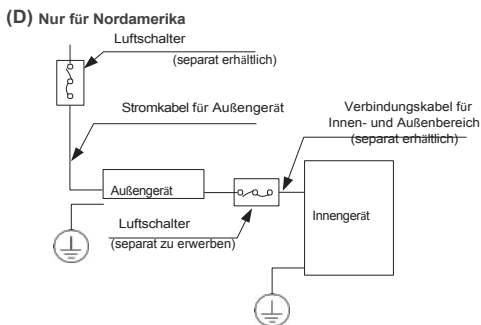 (D) Nur für Nordamerika
Luftschalter
(separat erhältlich)
Stromkabel für Außengerät
Verbindungskabel für
Innen- und Außenbereich
(separat erhältlich)
Außengerät
Innengerät
Luftschalter
(separat zu erwerben)